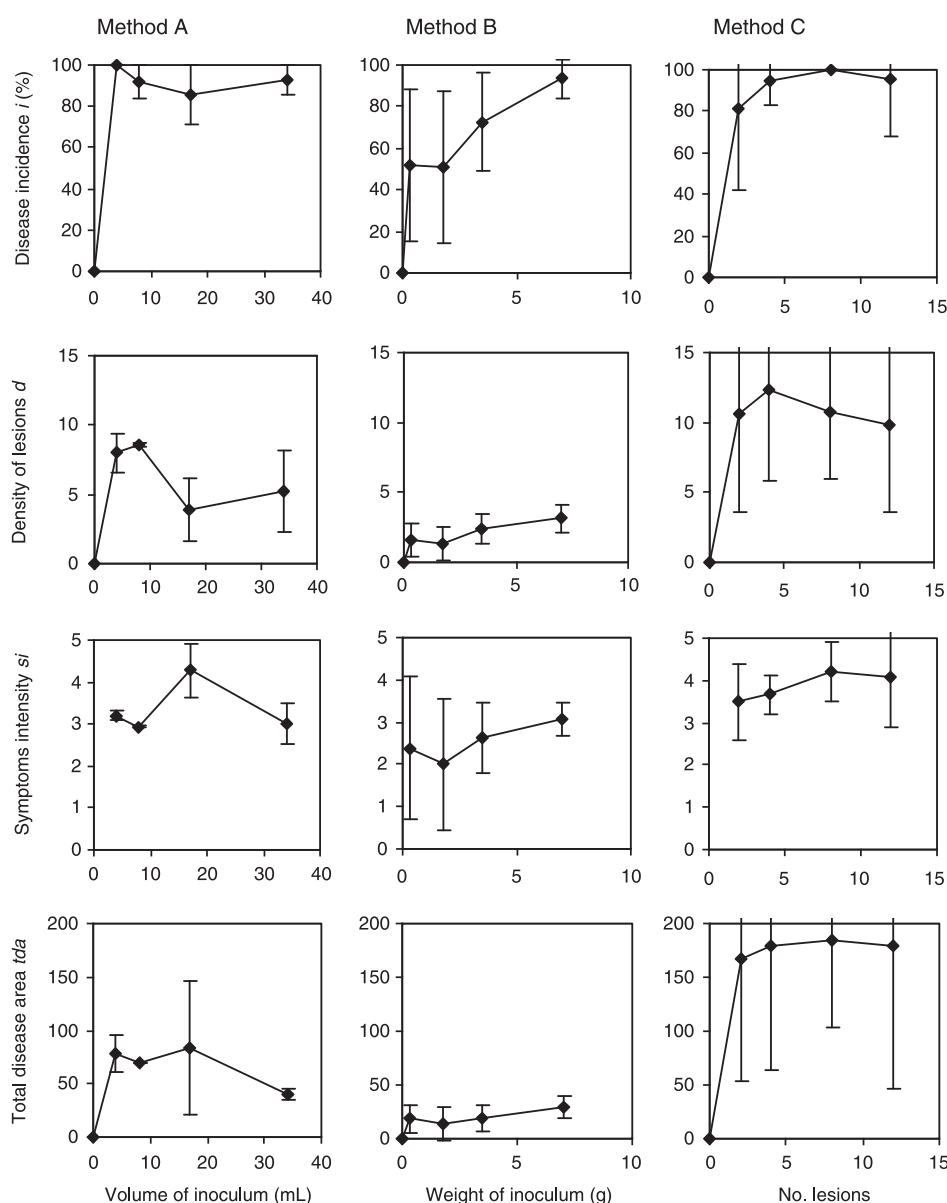 Method A
Method B
Method C
Disease incidence i (%)
100
80
60
40
20
0
0 10 20 30 40
100
80
60
40
20
0
0 5 10
100
80
60
40
20
0
0 5 10 15
Density of lesions d
15
10
5
0
0 10 20 30 40
15
10
5
0
0 5 10
15
10
5
0
0 5 10 15
Symptoms intensity si
5
4
3
2
1
0
0 10 20 30 40
5
4
3
2
1
0
0 5 10
5
4
3
2
1
0
0 5 10 15
Total disease area tda
200
150
100
50
0
0 10 20 30 40
200
150
100
50
0
0 5 10
200
150
100
50
0
0 5 10 15
Volume of inoculum (mL)
Weight of inoculum (g)
No. lesions